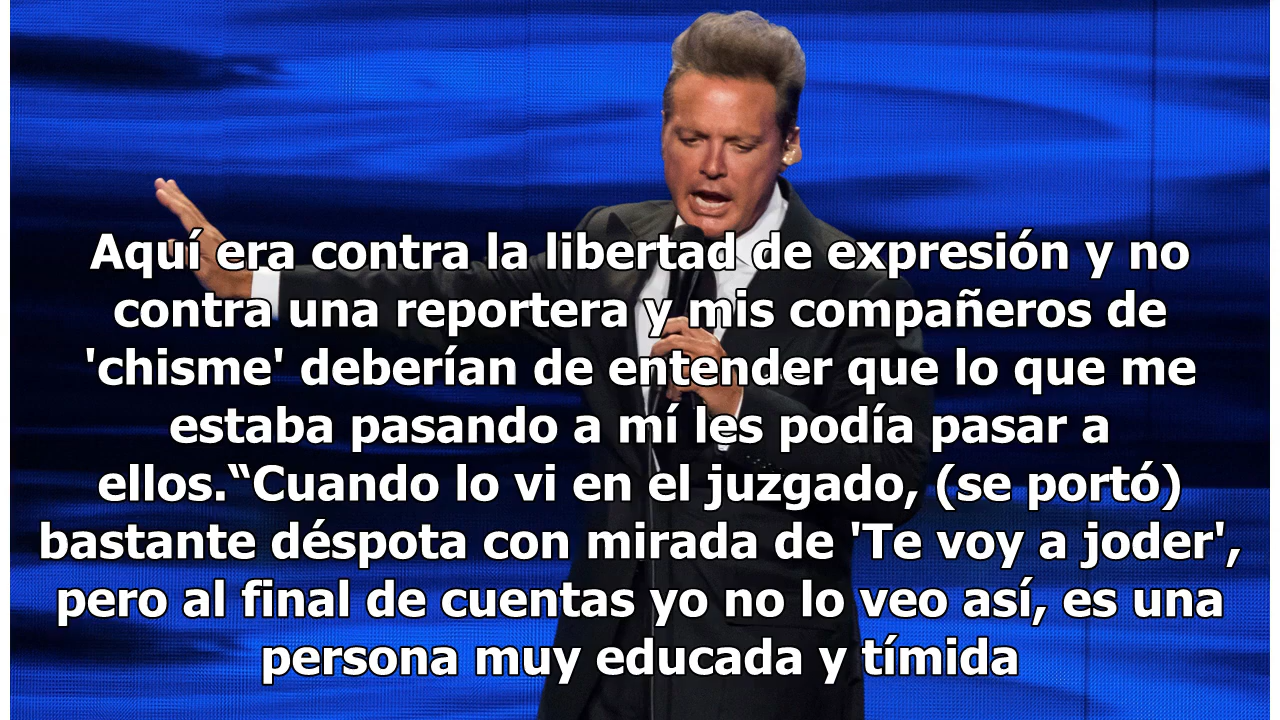 Aquí era contra la libertad de expresión y no
contra una reportera y mis compañeros de
'chisme' deberían de entender que lo que me
estaba pasando a mí les podía pasar a
ellos.“Cuando lo vi en el juzgado, (se portó)
bastante déspota con mirada de 'Te voy a joder',
pero al final de cuentas yo no lo veo así, es una
persona muy educada y tímida